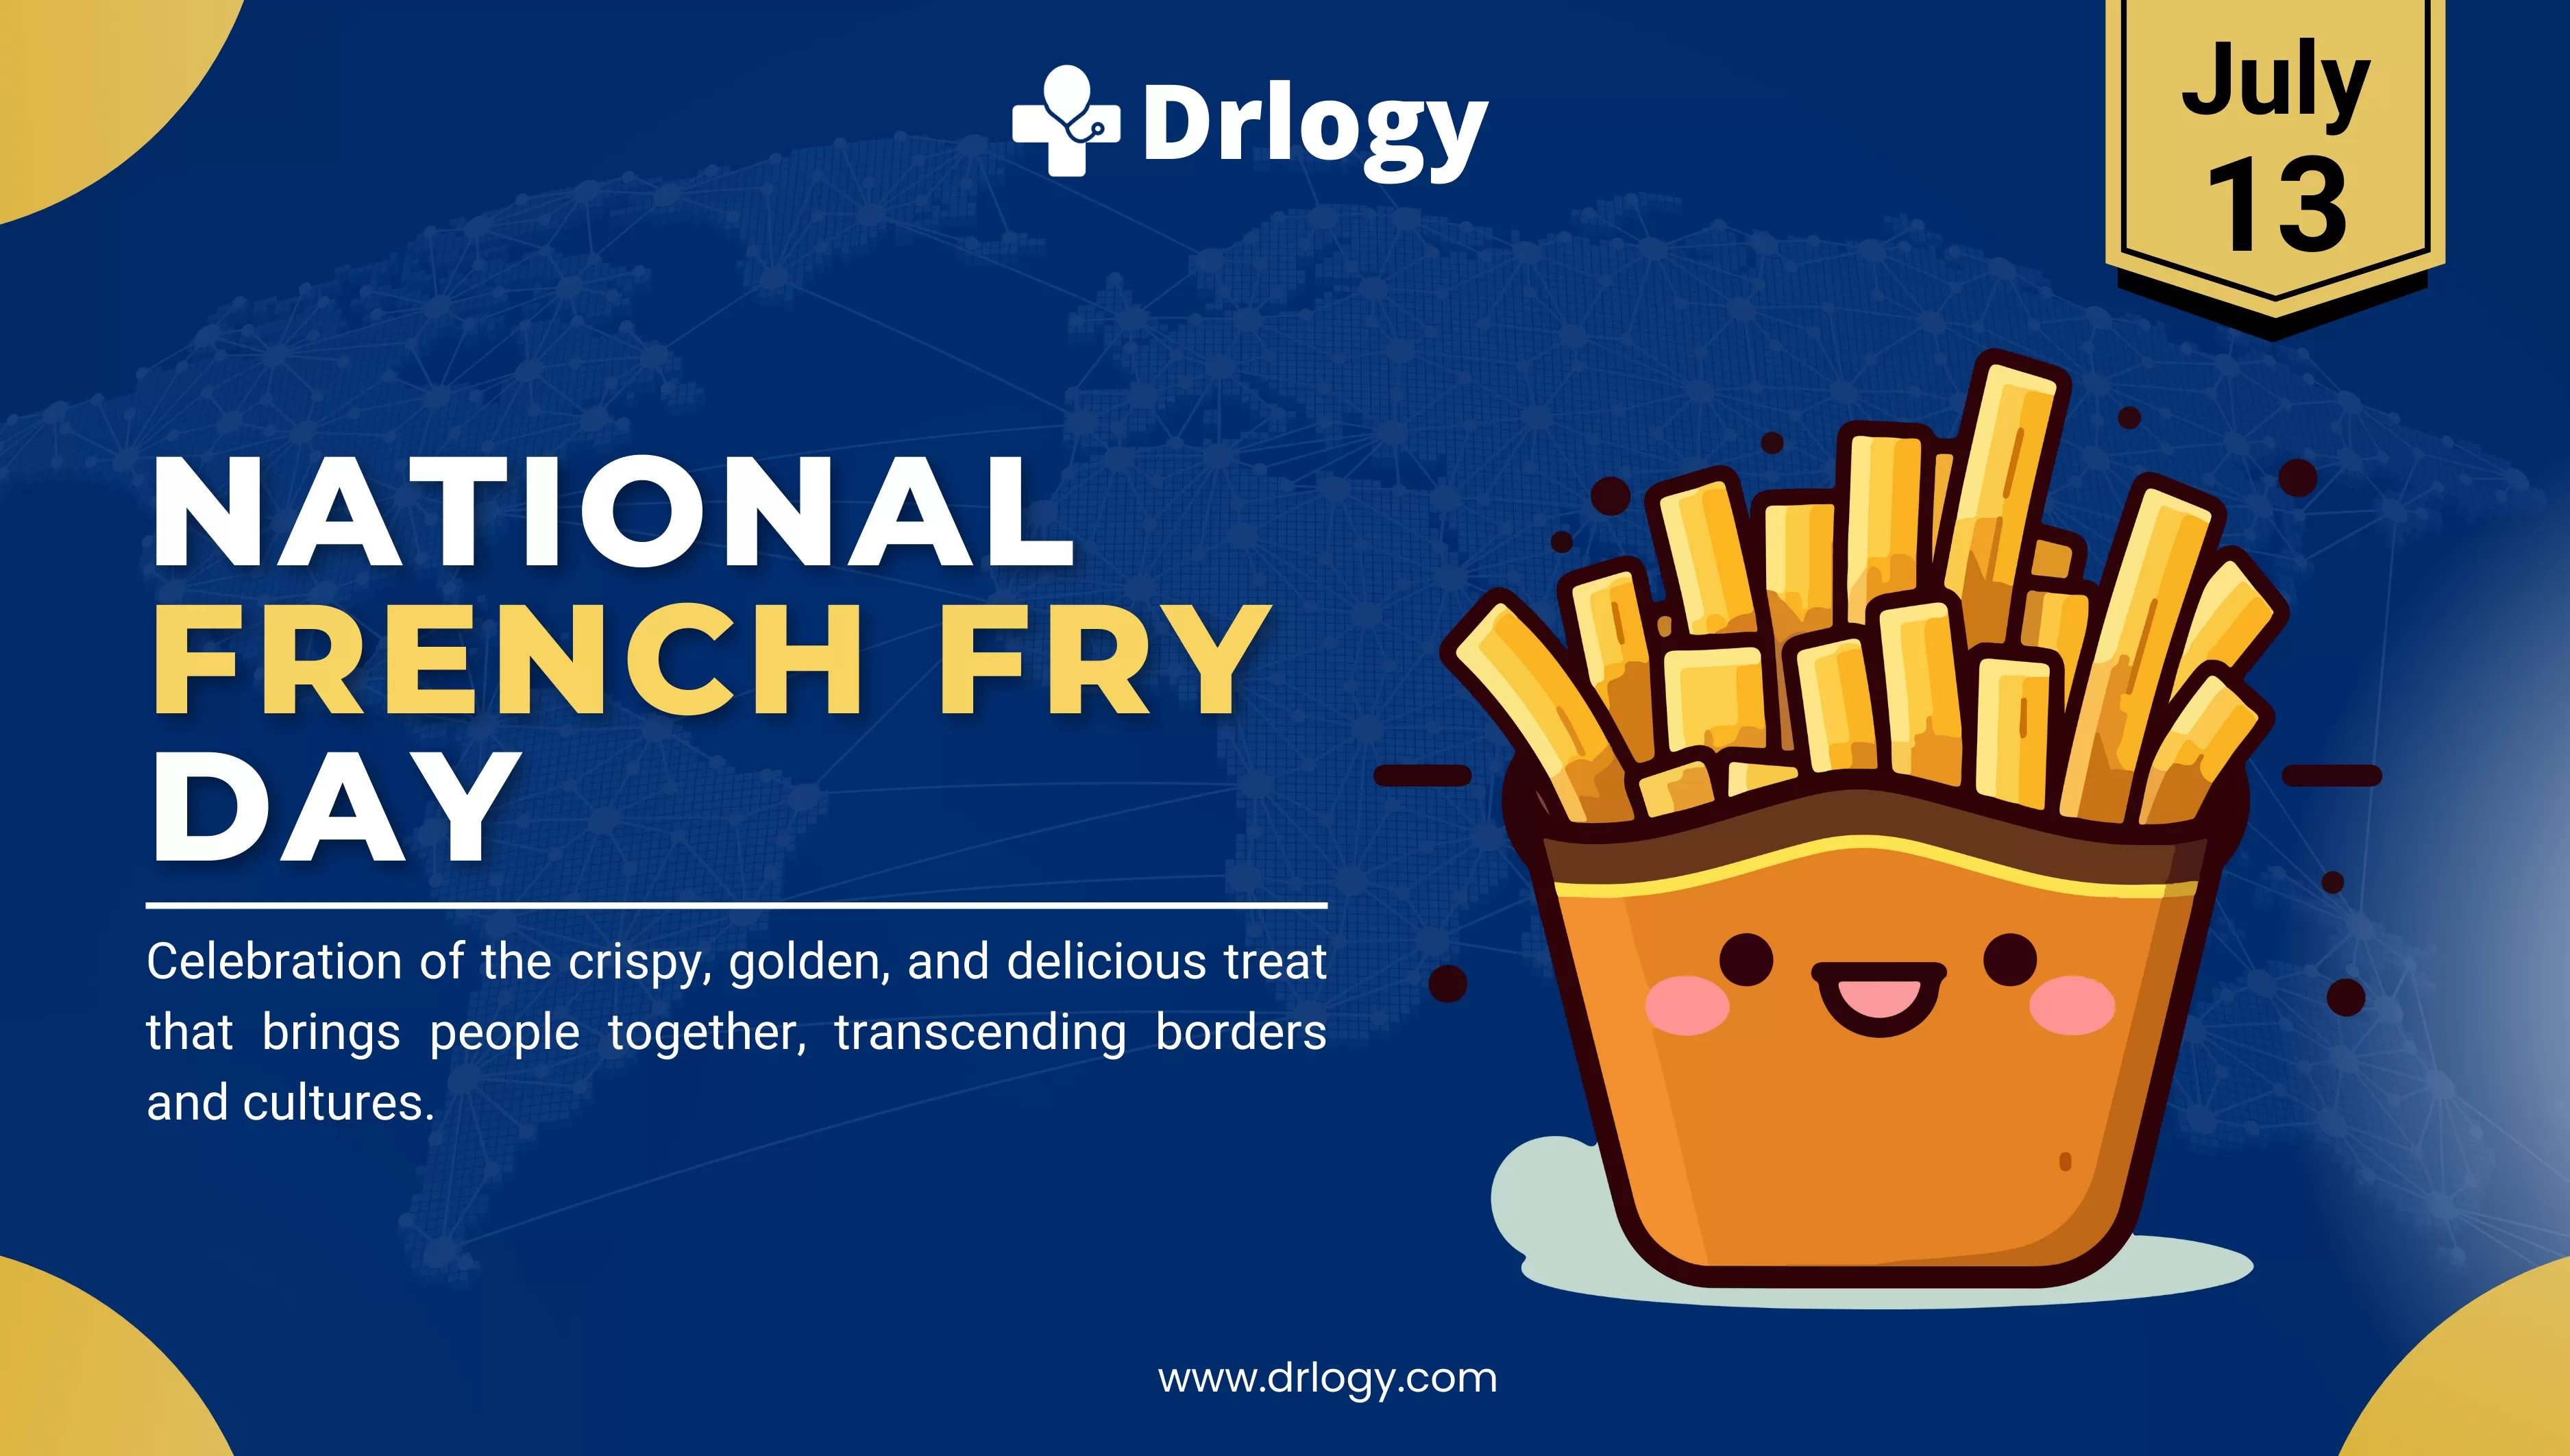 Drlogy
July
13
NATIONAL
FRENCH FRY
DAY
Celebration of the crispy, golden, and delicious treat
that brings people together, transcending borders
and cultures.
www.drlogy.com